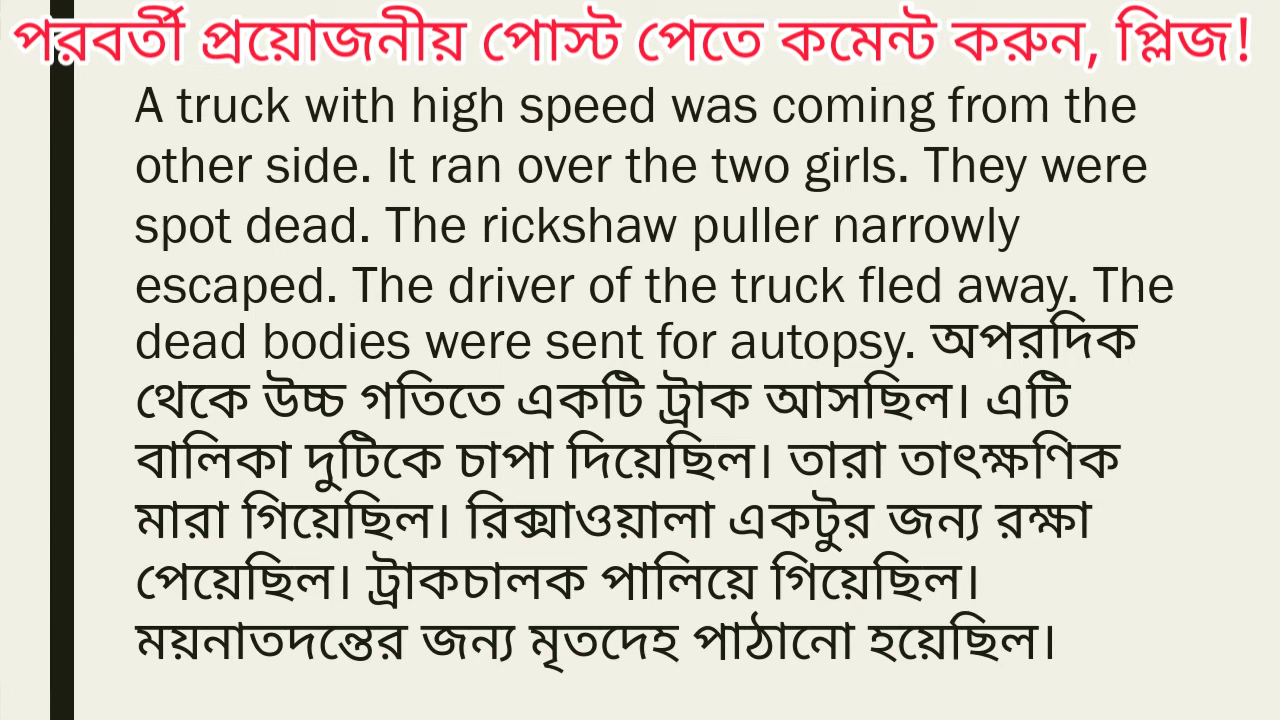 পরবর্তী প্রয়োজনীয় পোস্ট পেতে কমেন্ট করুন, প্লিজ!
A truck with high speed was coming from the
other side. It ran over the two girls. They were
spot dead. The rickshaw puller narrowly
escaped. The driver of the truck fled away. The
dead bodies were sent for autopsy. অপরদিক
থেকে উচ্চ গতিতে একটি ট্রাক আসছিল। এটি
বালিকা দুটিকে চাপা দিয়েছিল। তারা তাৎক্ষণিক
মারা গিয়েছিল। রিক্সাওয়ালা একটুর জন্য রক্ষা
পেয়েছিল। ট্রাকচালক পালিয়ে গিয়েছিল।
ময়নাতদন্তের জন্য মৃতদেহ পাঠানো হয়েছিল।